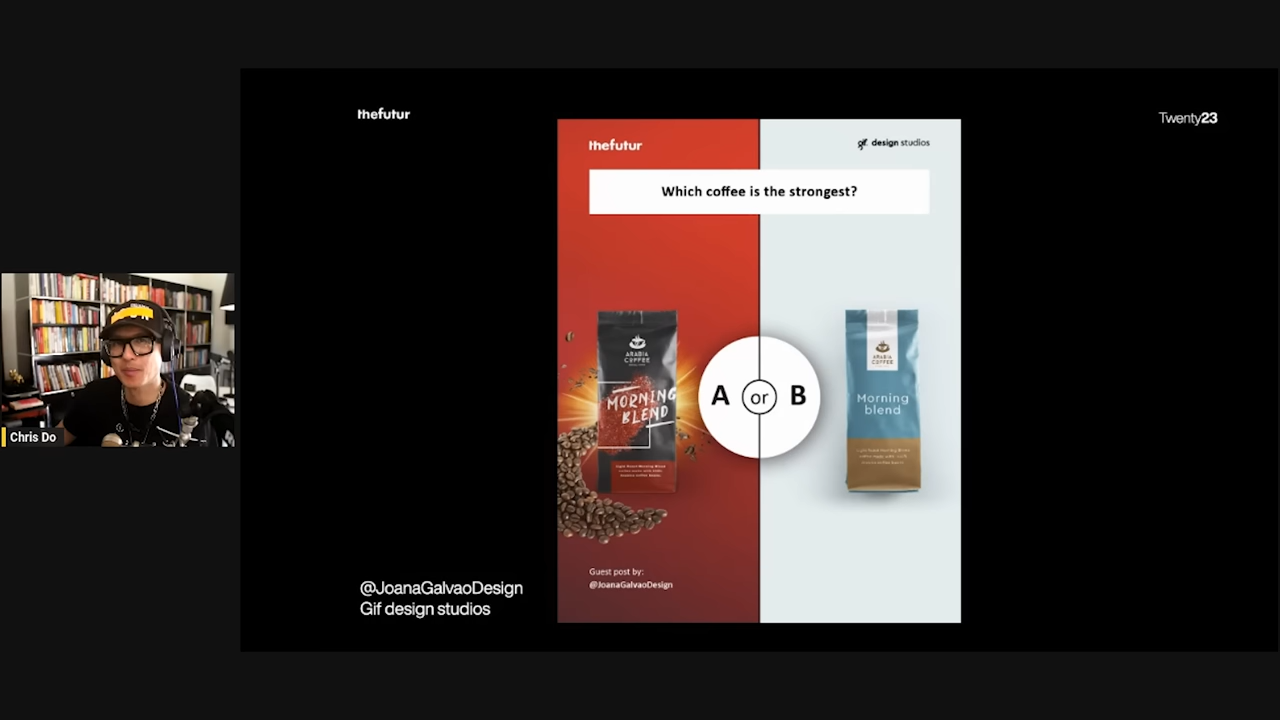 thefutur
Twenty23
thefutur
gif. design studios
Which coffee is the strongest?
ARABIA
COFFEE
MORNING
BLEND
A or B
ARABIA
COFFEE
Morning
blend
Guest post by:
@JoanaGalvaoDesign
@JoanaGalvaoDesign
Gif design studios
Chris Do